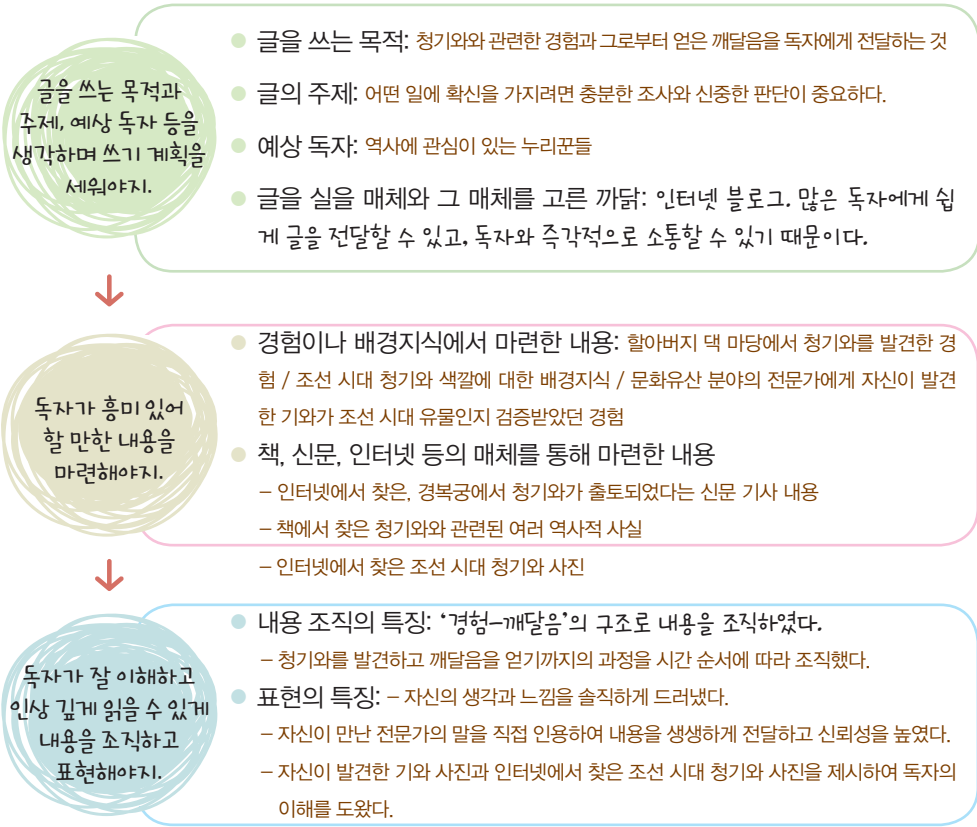 글을 쓰는 목적과
주제, 예상 독자 등을
생각하며 쓰기 계획을
세워야지.
글을 쓰는 목적: 청기와와 관련한 경험과 그로부터 얻은 깨달음을 독자에게 전달하는 것
글의 주제: 어떤 일에 확신을 가지려면 충분한 조사와 신중한 판단이 중요하다.
예상 독자: 역사에 관심이 있는 누리꾼들
글을 실을 매체와 그 매체를 고른 까닭: 인터넷 블로그. 많은 독자에게 쉽
게 글을 전달할 수 있고, 독자와 즉각적으로 소통할 수 있기 때문이다.
독자가 흥미 있어
할 만한 내용을
마련해야지.
경험이나 배경지식에서 마련한 내용: 할아버지 댁 마당에서 청기와를 발견한 경
험 / 조선 시대 청기와 색깔에 대한 배경지식 / 문화유산 분야의 전문가에게 자신이 발견
한 기와가 조선 시대 유물인지 검증받았던 경험
책, 신문, 인터넷 등의 매체를 통해 마련한 내용
– 인터넷에서 찾은, 경복궁에서 청기와가 출토되었다는 신문 기사 내용
– 책에서 찾은 청기와와 관련된 여러 역사적 사실
– 인터넷에서 찾은 조선 시대 청기와 사진
독자가 잘 이해하고
인상 깊게 읽을 수 있게
내용을 조직하고
표현해야지.
내용 조직의 특징: ‘경험–깨달음’의 구조로 내용을 조직하였다.
– 청기와를 발견하고 깨달음을 얻기까지의 과정을 시간 순서에 따라 조직했다.
표현의 특징: – 자신의 생각과 느낌을 솔직하게 드러냈다.
– 자신이 만난 전문가의 말을 직접 인용하여 내용을 생생하게 전달하고 신뢰성을 높였다.
– 자신이 발견한 기와 사진과 인터넷에서 찾은 조선 시대 청기와 사진을 제시하여 독자의
이해를 도왔다.